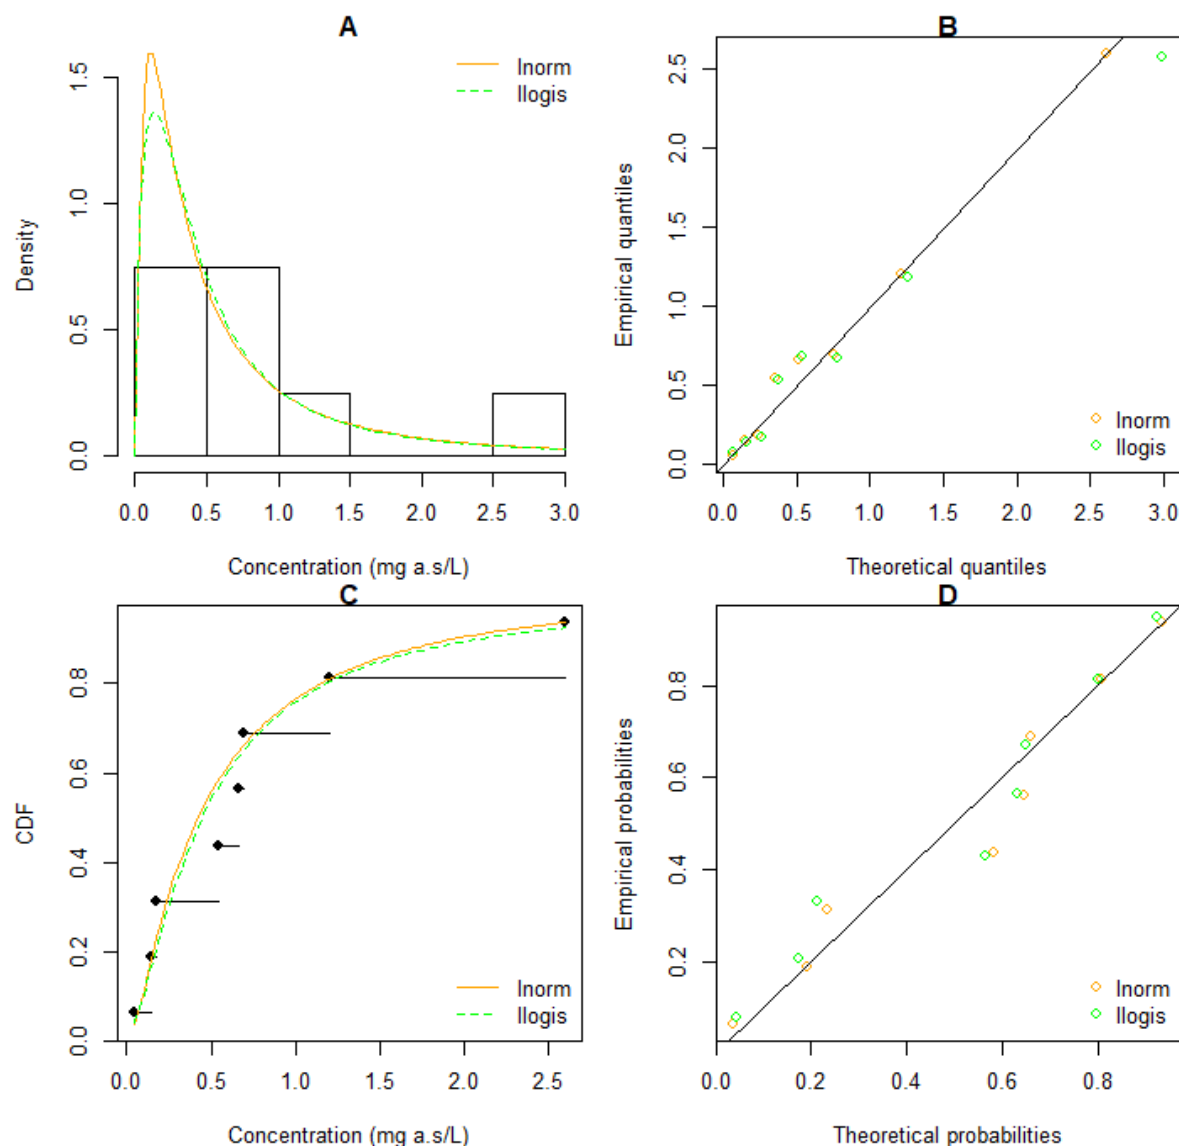 A
lnorm
llogis
Density
0.0 0.5 1.0 1.5
0.0 0.5 1.0 1.5 2.0 2.5 3.0
Concentration (mg a.s/L)
B
Empirical quantiles
0.0 0.5 1.0 1.5 2.0 2.5
lnorm
llogis
0.0 0.5 1.0 1.5 2.0 2.5 3.0
Theoretical quantiles
C
CDF
0.0 0.2 0.4 0.6 0.8
lnorm
llogis
0.0 0.5 1.0 1.5 2.0 2.5
Concentration (mg a.s/L)
D
Empirical probabilities
0.2 0.4 0.6 0.8
lnorm
llogis
0.0 0.2 0.4 0.6 0.8
Theoretical probabilities